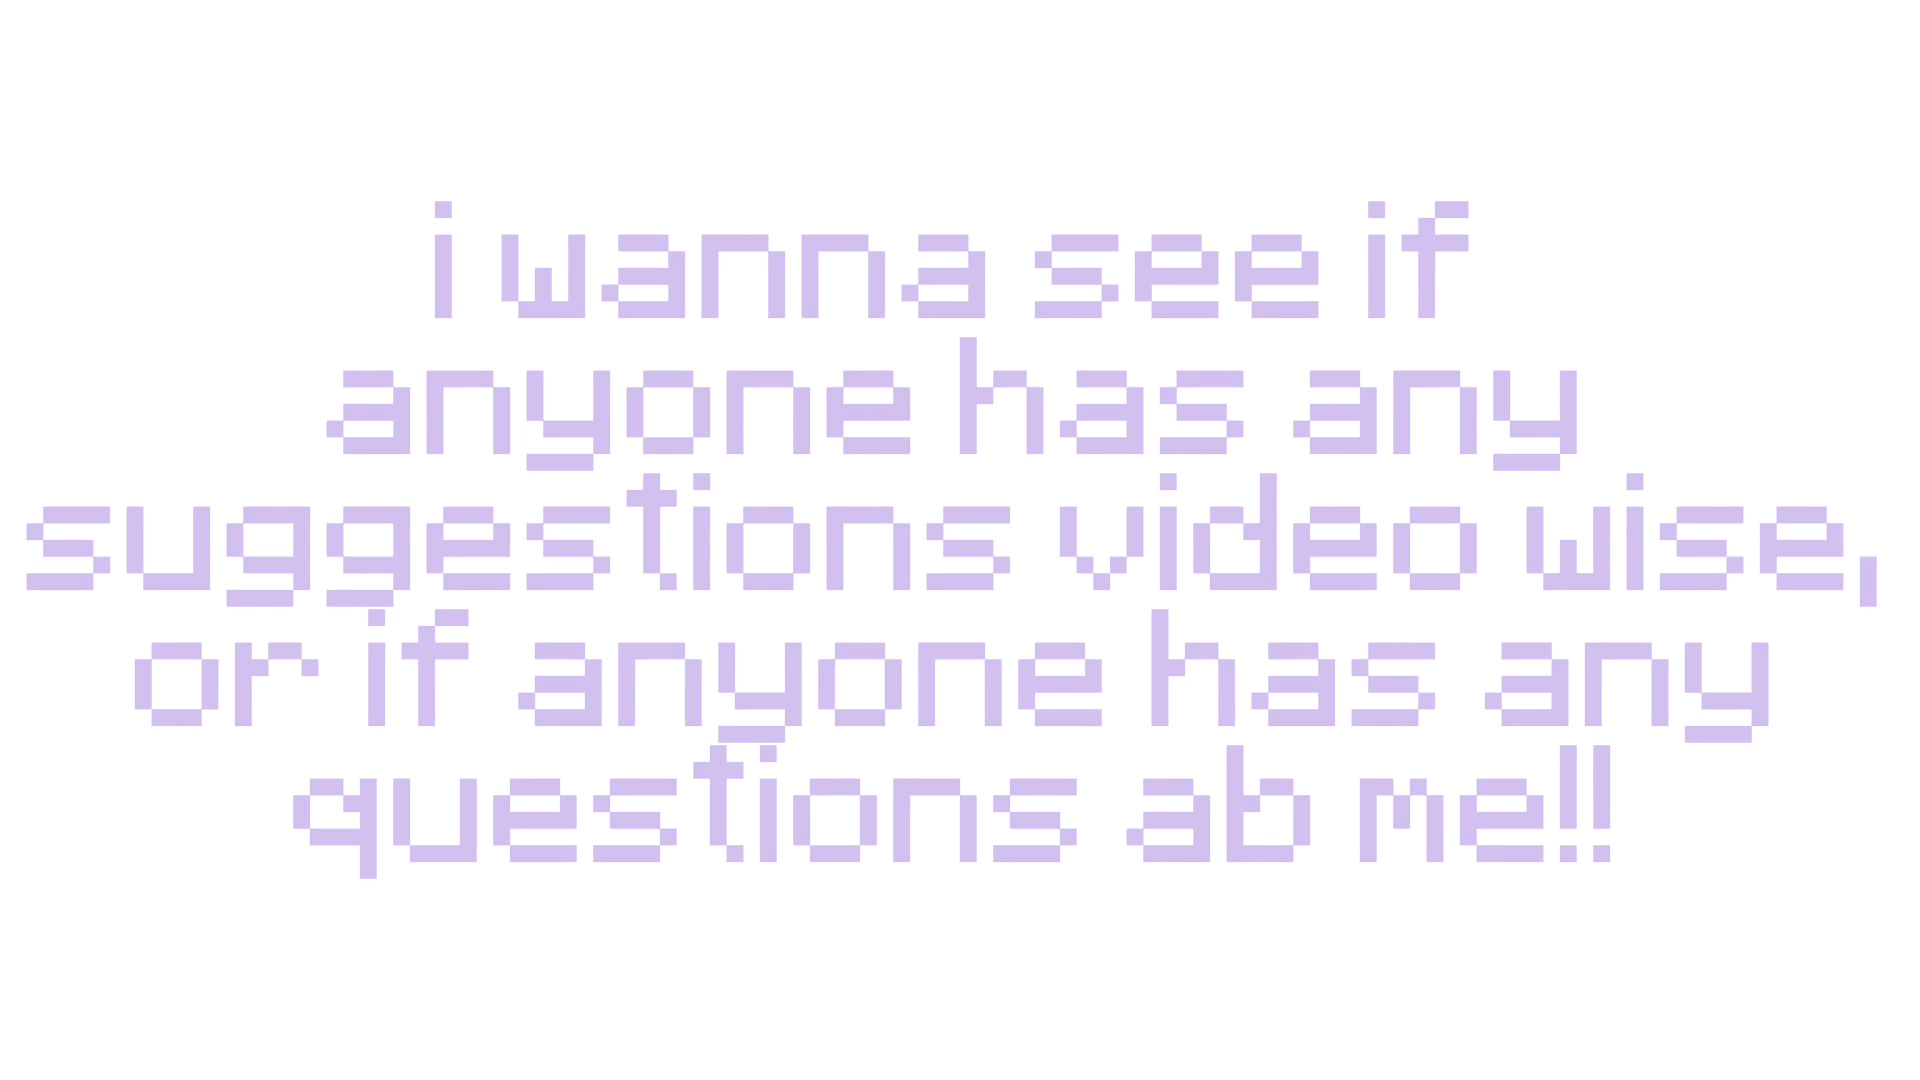 i wanna see if
anyone has any
suggestions video wise,
or if anyone has any
questions ab me!!